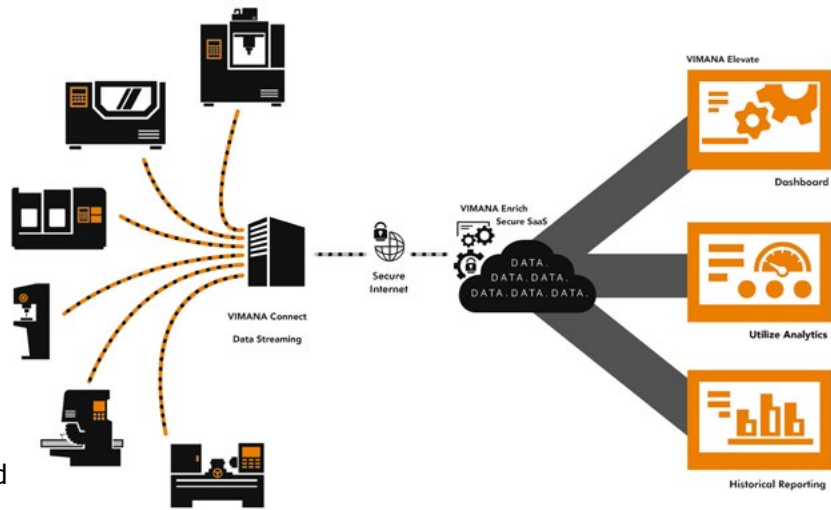 VIMANA Elevate
Dashboard
VIMANA Enrich
Secure SaaS
DATA.
DATA.DATA.
DATA.DATA.DATA.
Secure
Internet
VIMANA Connect
Data Streaming
Utilize Analytics
Historical Reporting
d